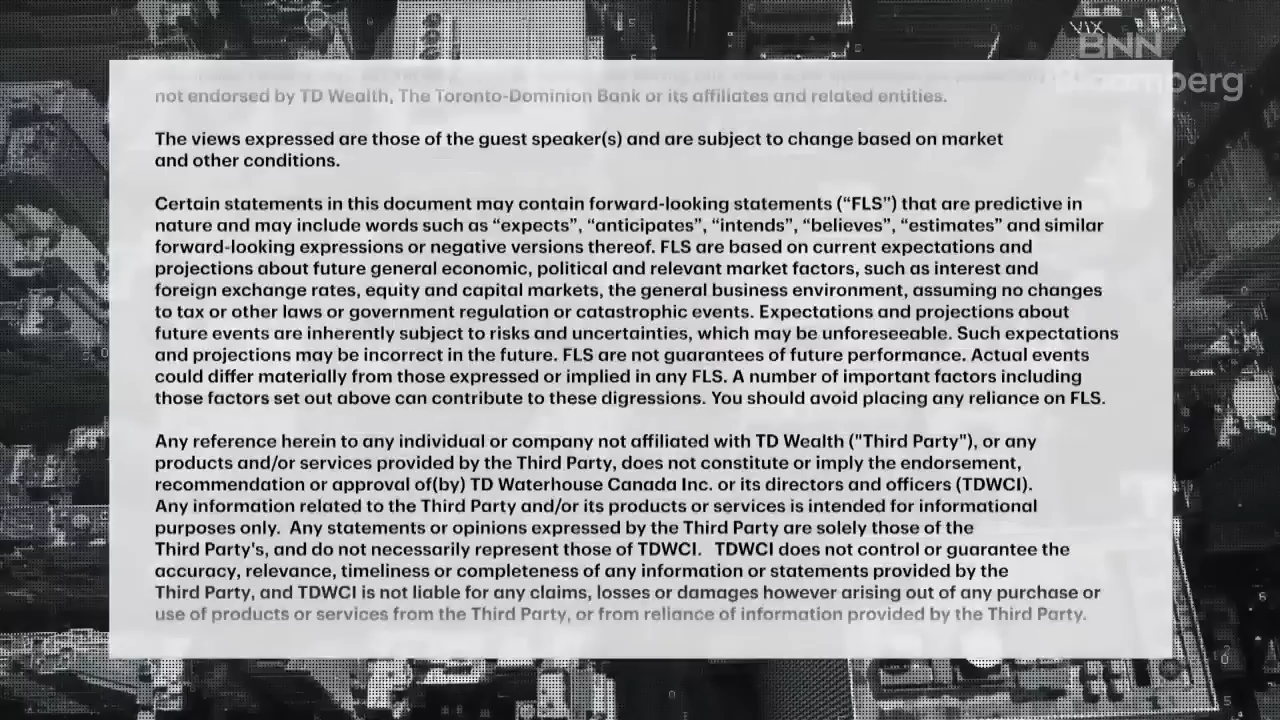 VIX
BNN
Bloomberg
not endorsed by TD Wealth, The Toronto-Dominion Bank or its affiliates and related entities.
The views expressed are those of the guest speaker(s) and are subject to change based on market
and other conditions.
Certain statements in this document may contain forward-looking statements (“FLS”) that are predictive in
nature and may include words such as “expects”, “anticipates”, “intends”, “believes”, “estimates” and similar
forward-looking expressions or negative versions thereof. FLS are based on current expectations and
projections about future general economic, political and relevant market factors, such as interest and
foreign exchange rates, equity and capital markets, the general business environment, assuming no changes
to tax or other laws or government regulation or catastrophic events. Expectations and projections about
future events are inherently subject to risks and uncertainties, which may be unforeseeable. Such expectations
and projections may be incorrect in the future. FLS are not guarantees of future performance. Actual events
could differ materially from those expressed or implied in any FLS. A number of important factors including
those factors set out above can contribute to these digressions. You should avoid placing any reliance on FLS.
Any reference herein to any individual or company not affiliated with TD Wealth ("Third Party"), or any
products and/or services provided by the Third Party, does not constitute or imply the endorsement,
recommendation or approval of(by) TD Waterhouse Canada Inc. or its directors and officers (TDWCI).
Any information related to the Third Party and/or its products or services is intended for informational
purposes only.  Any statements or opinions expressed by the Third Party are solely those of the
Third Party's, and do not necessarily represent those of TDWCI.   TDWCI does not control or guarantee the
accuracy, relevance, timeliness or completeness of any information or statements provided by the
Third Party, and TDWCI is not liable for any claims, losses or damages however arising out of any purchase or
use of products or services from the Third Party, or from reliance of information provided by the Third Party.